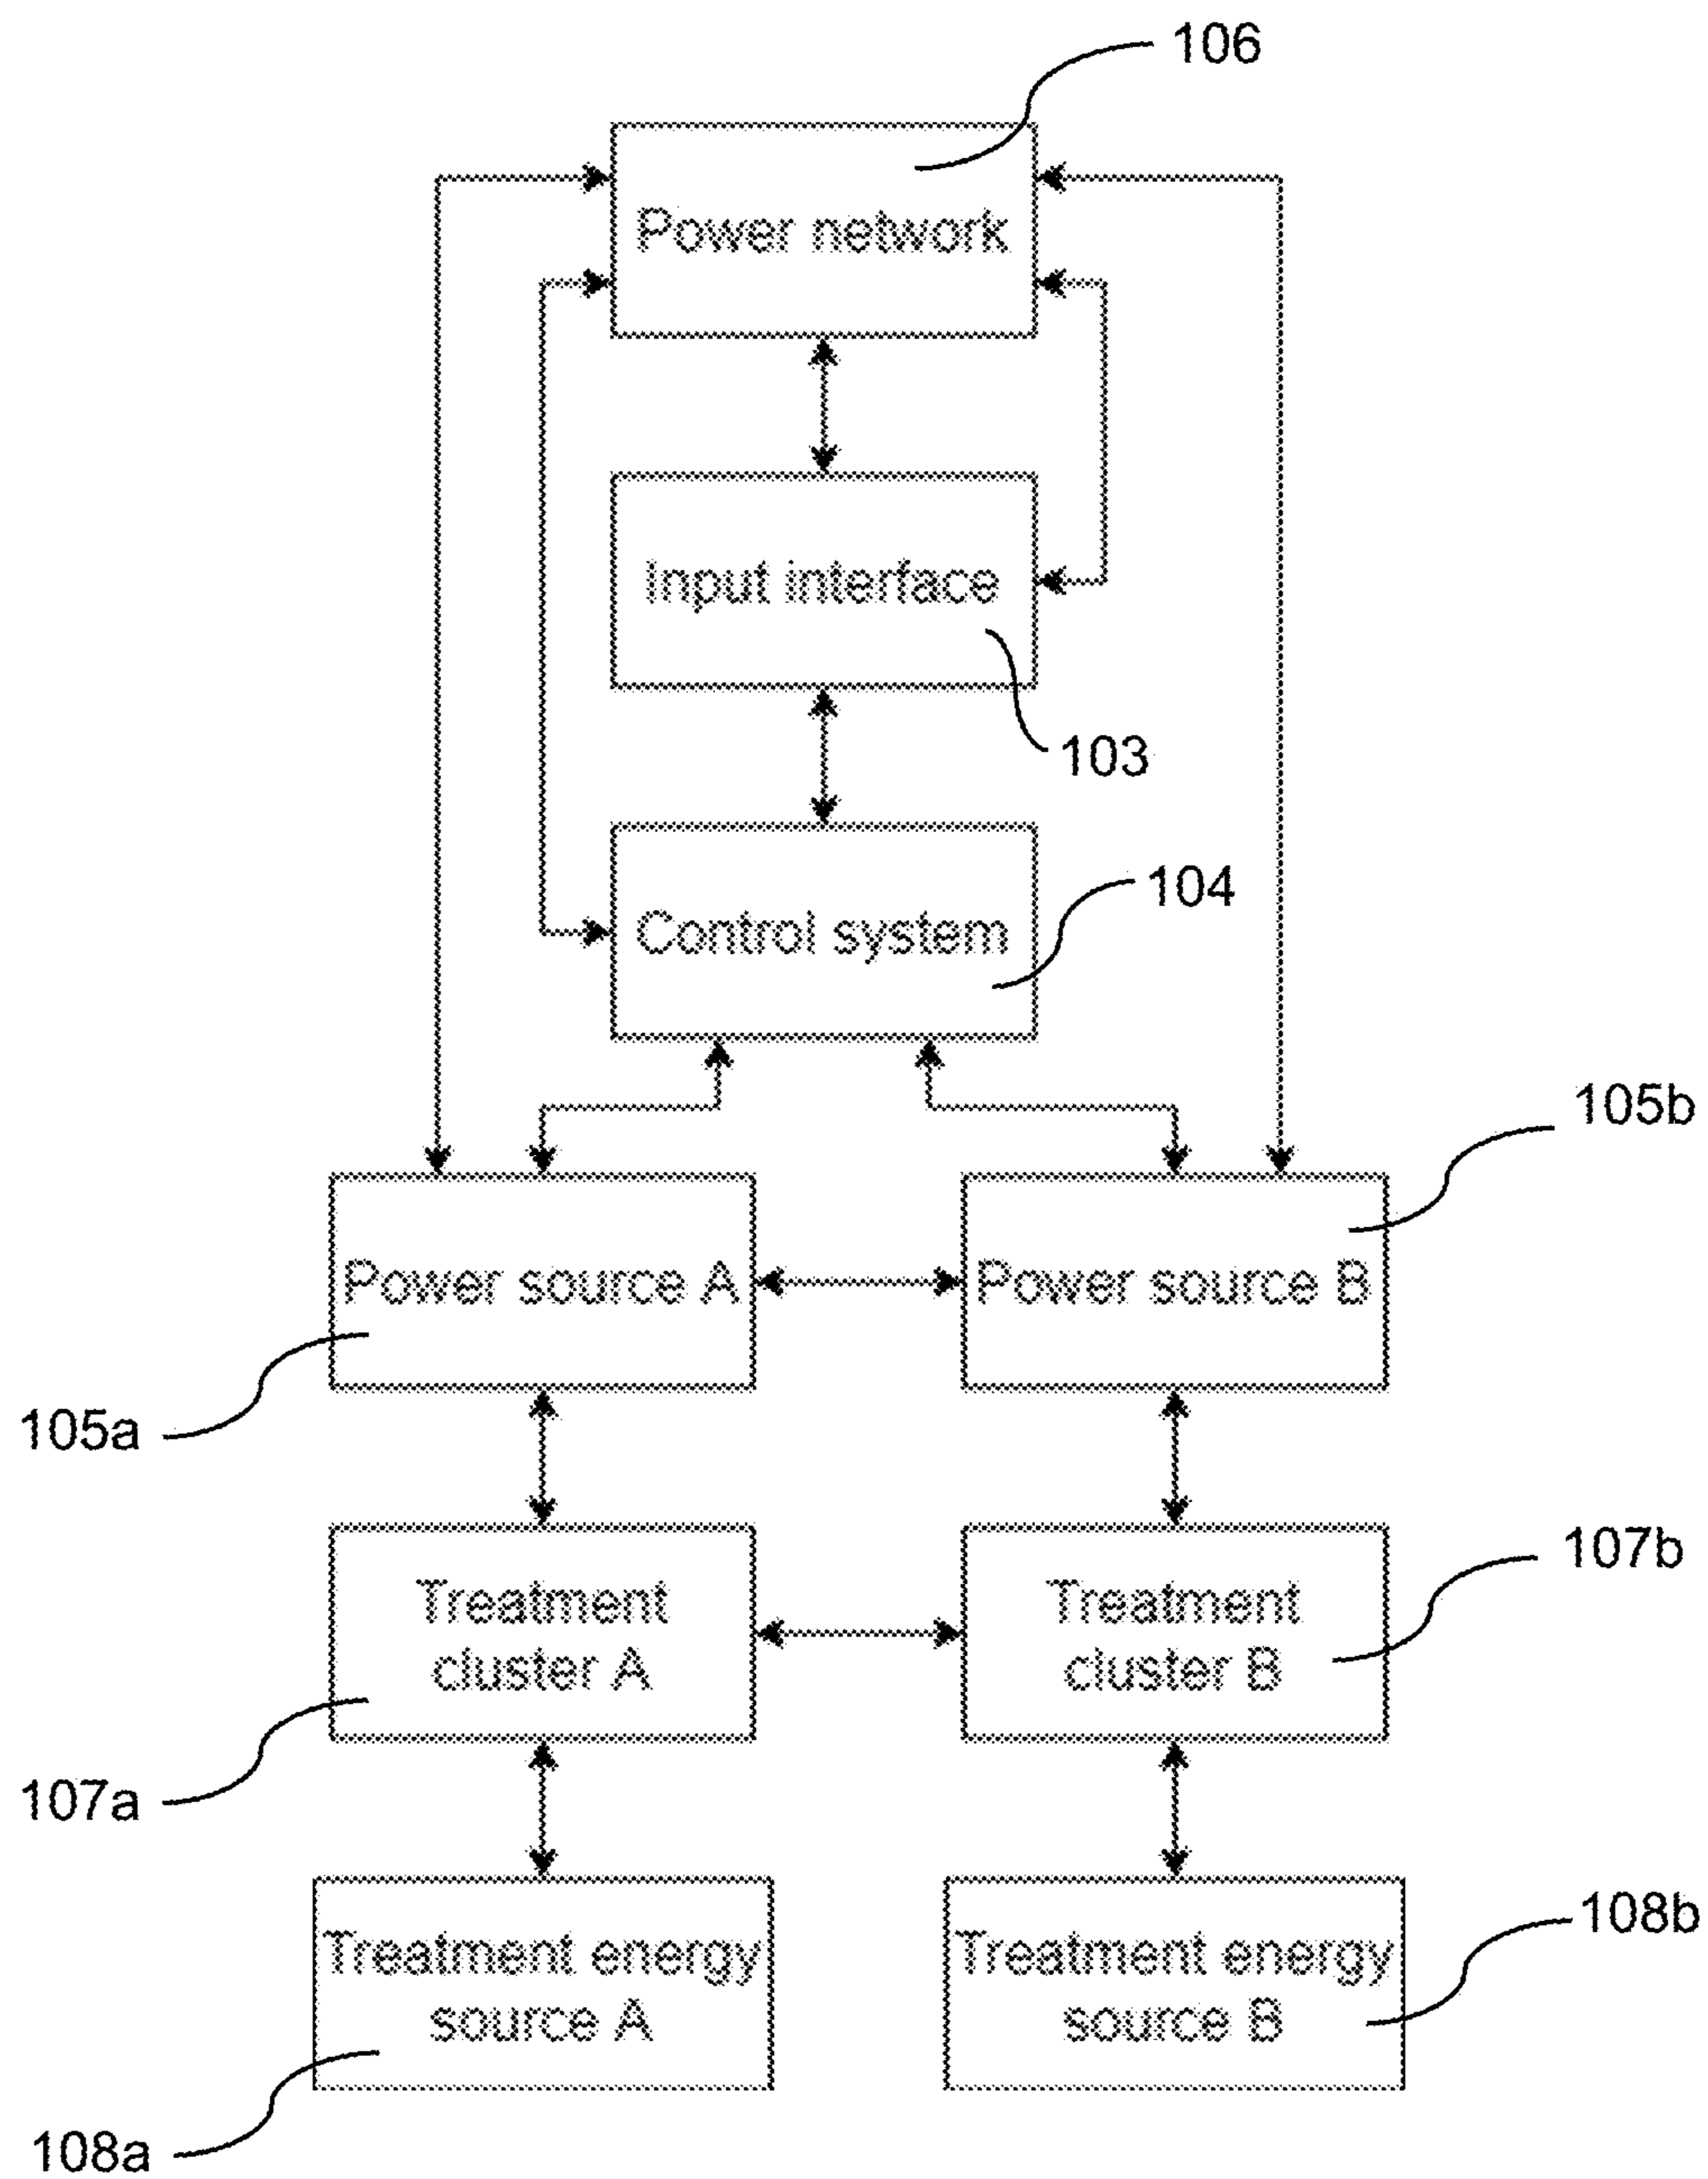 106
Power network
Input interface
103
104
Control system
105b
Power source A
Power source B
105a
107b
Treatment
cluster A
Treatment
cluster B
107a
108b
Treatment energy
source A
Treatment energy
source B
108a